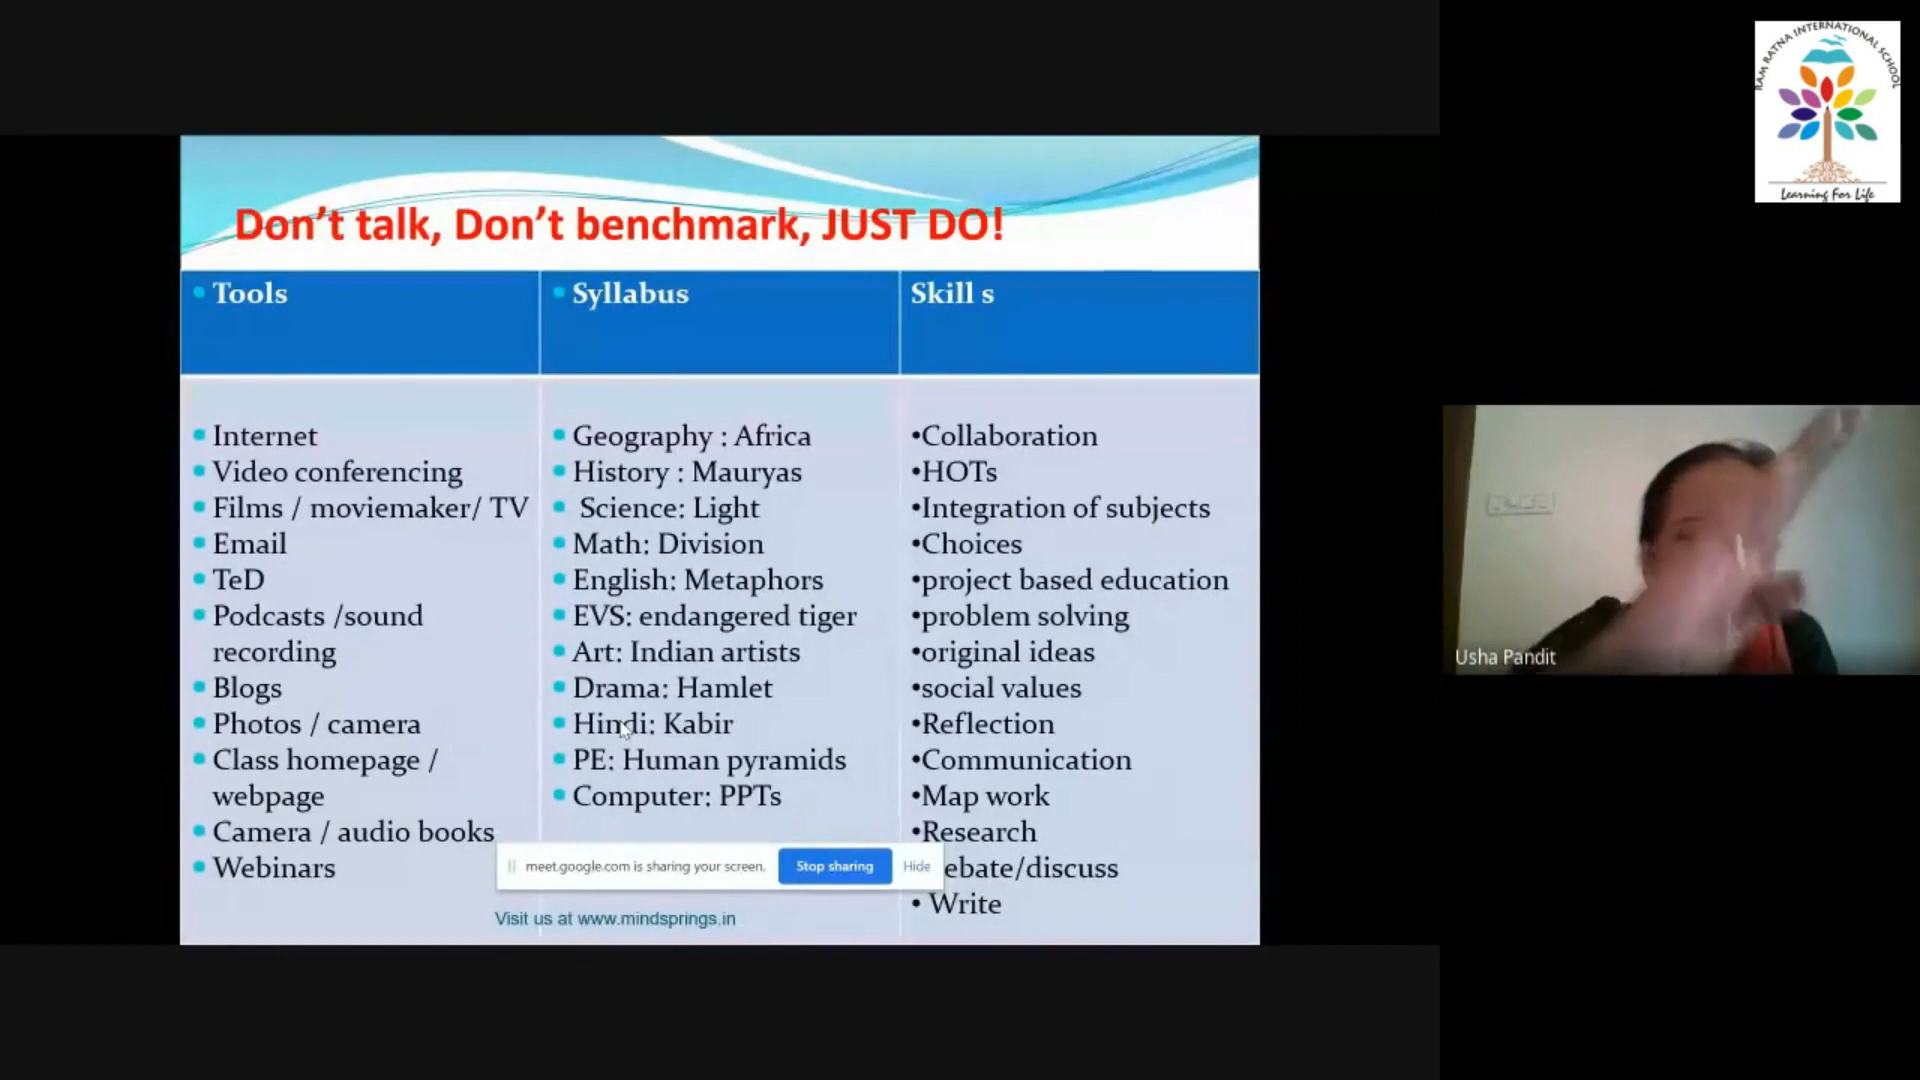 RAM RATNA INTERNATIONAL SCHOOL
Learning For Life
Don't talk, Don't benchmark, JUST DO!
Tools
Syllabus
Skill s
Internet
Video conferencing
Films / moviemaker/ TV
Email
TeD
Podcasts /sound
recording
Blogs
Photos / camera
Class homepage /
webpage
Camera / audio books
Webinars
Geography : Africa
History : Mauryas
Science: Light
Math: Division
English: Metaphors
EVS: endangered tiger
Art: Indian artists
Drama: Hamlet
Hindi: Kabir
PE: Human pyramids
Computer: PPTs
•Collaboration
•HOTs
•Integration of subjects
•Choices
•project based education
•problem solving
•original ideas
•social values
•Reflection
•Communication
•Map work
•Research
ebate/discuss
• Write
meet.google.com is sharing your screen. Stop sharing Hide
Visit us at www.mindsprings.in
Usha Pandit